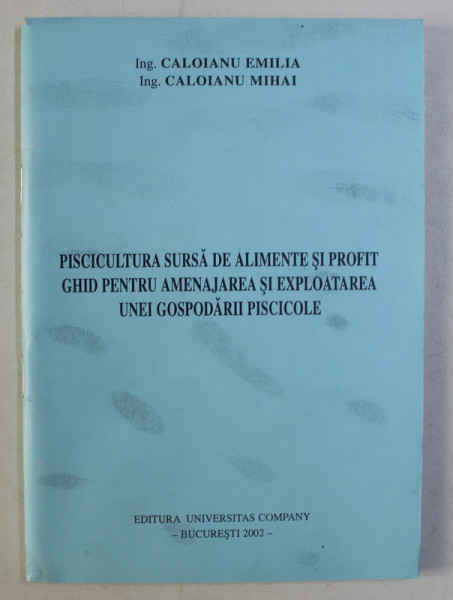 Ing. CALOIANU EMILIA
Ing. CALOIANU MIHAI
PISCICULTURA SURSĂ DE ALIMENTE ŞI PROFIT
GHID PENTRU AMENAJAREA ŞI EXPLOATAREA
UNEI GOSPODĂRII PISCICOLE
EDITURA UNIVERSITAS COMPANY
– BUCUREŞTI 2002 –